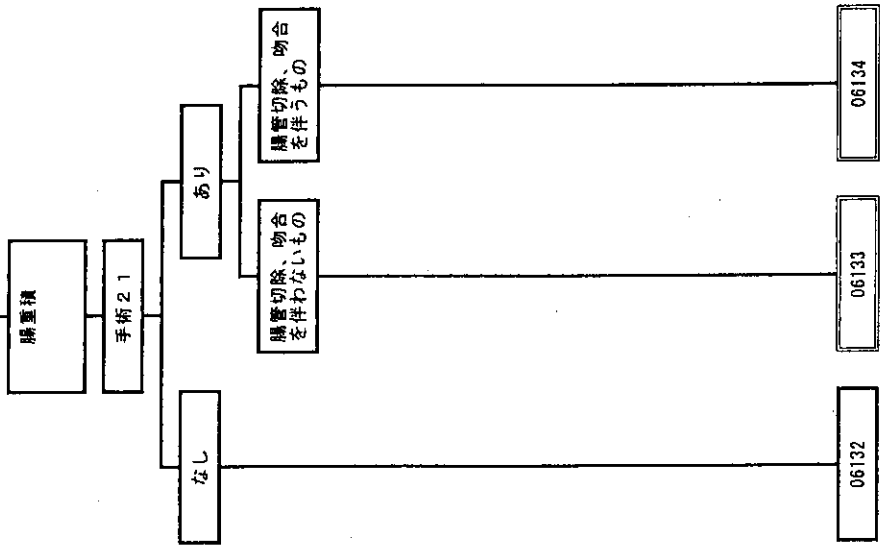 腸重積
手術21
なし
あり
腸管切除、吻合
を伴わないもの
腸管切除、吻合
を伴うもの
06132
06133
06134